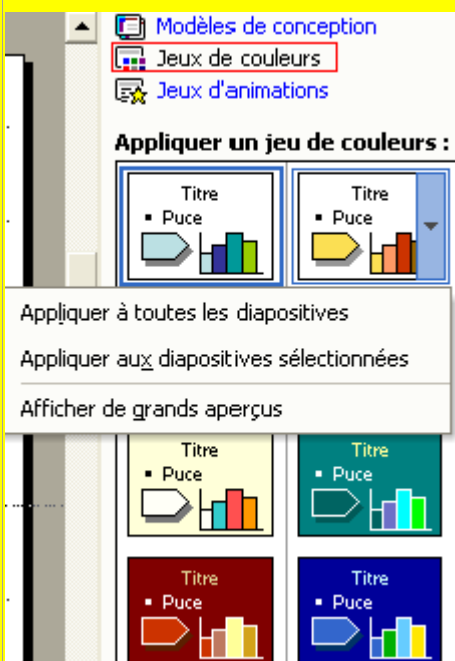 Modèles de conception
Jeux de couleurs
Jeux d'animations
Appliquer un jeu de couleurs :
Titre
▪ Puce
Titre
▪ Puce
Appliquer à toutes les diapositives
Appliquer aux diapositives sélectionnées
Afficher de grands aperçus
Titre
▪ Puce
Titre
▪ Puce
Titre
▪ Puce
Titre
▪ Puce